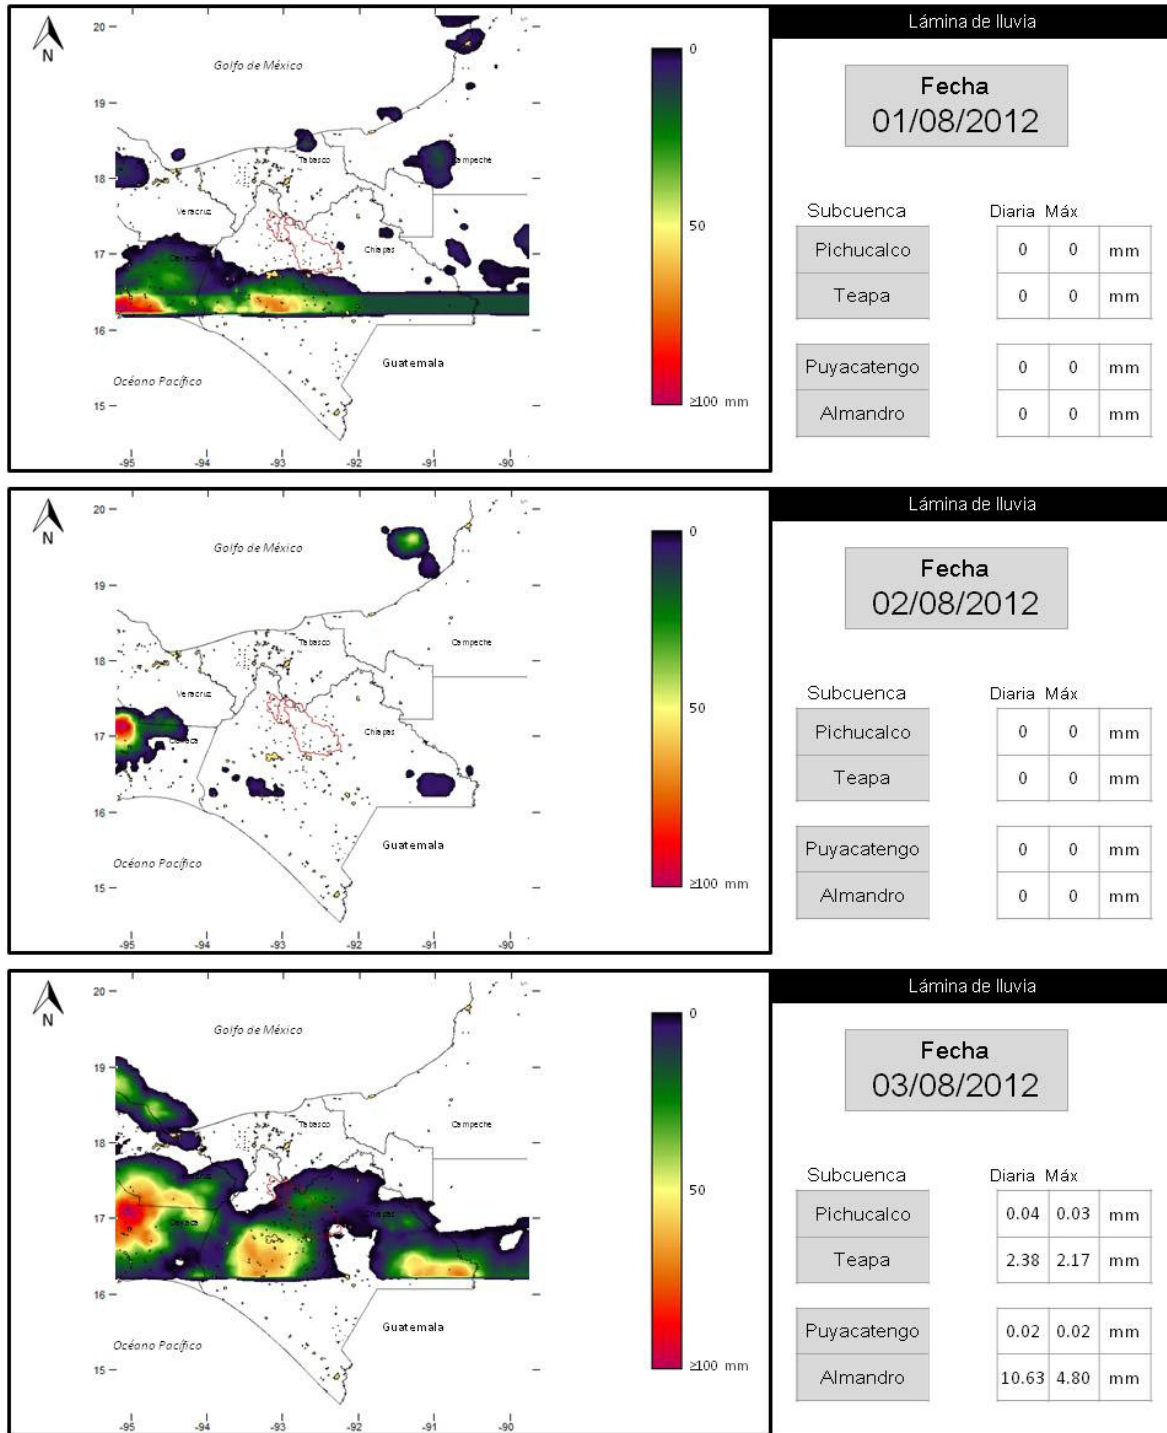 Lámina de lluvia
Fecha
01/08/2012
Subcuenca Diaria Máx
Pichucalco 0 0 mm
Teapa 0 0 mm
Puyacatengo 0 0 mm
Almandro 0 0 mm
N
Golfo de México
Tabasco
Campeche
Veracruz
Oaxaca
Chiapas
Guatemala
Océano Pacífico
20
19
18
17
16
15
-95 -94 -93 -92 -91 -90
0
50
≥100 mm
Lámina de lluvia
Fecha
02/08/2012
Subcuenca Diaria Máx
Pichucalco 0 0 mm
Teapa 0 0 mm
Puyacatengo 0 0 mm
Almandro 0 0 mm
N
Golfo de México
Tabasco
Campeche
Veracruz
Oaxaca
Chiapas
Guatemala
Océano Pacífico
20
19
18
17
16
15
-95 -94 -93 -92 -91 -90
0
50
≥100 mm
Lámina de lluvia
Fecha
03/08/2012
Subcuenca Diaria Máx
Pichucalco 0.04 0.03 mm
Teapa 2.38 2.17 mm
Puyacatengo 0.02 0.02 mm
Almandro 10.63 4.80 mm
N
Golfo de México
Tabasco
Campeche
Veracruz
Oaxaca
Chiapas
Guatemala
Océano Pacífico
20
19
18
17
16
15
-95 -94 -93 -92 -91 -90
0
50
≥100 mm